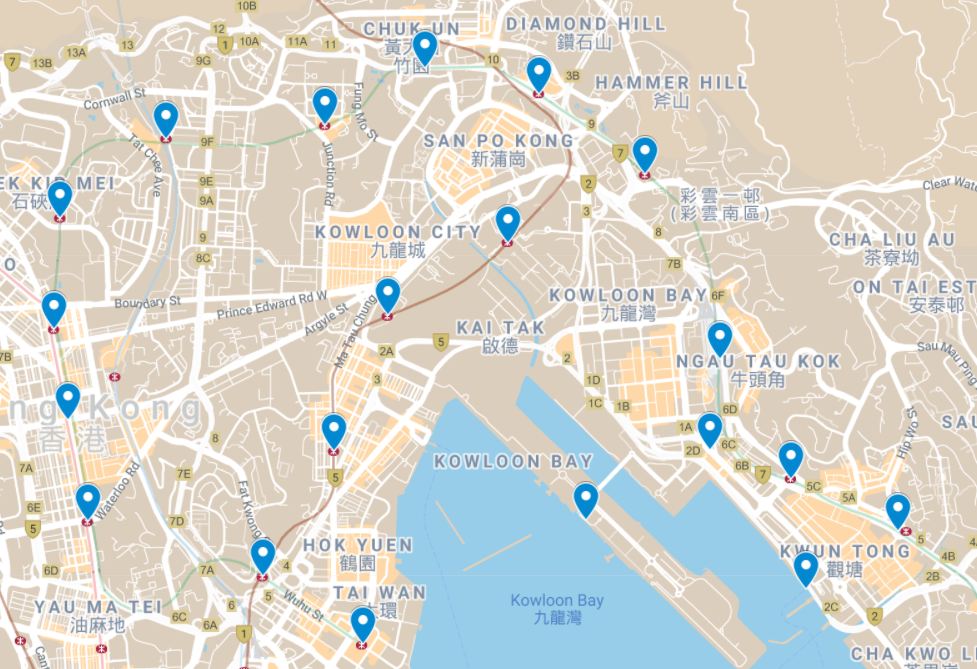 10B
CHUK UN
黃大
竹園
DIAMOND HILL
鑽石山
12
13
10A
11A
11
1
13A
13B
7
9G
10
3B
HAMMER HILL
斧山
Cornwall St
Tat Chee Ave
9F
Fung Mo St
Junction Rd
SAN PO KONG
新蒲崗
9
7
2
3
EK KIP MEI
石硤
9E
9A
9
8C
彩雲一邨
(彩雲南區)
Clear Wate
8
7B
KOWLOON CITY
九龍城
CHA LIU AU
茶寮坳
O
ON TAI EST
安泰邨
Boundary St
Prince Edward Rd W
Argyle St
Ma Tau Chung
KOWLOON BAY
九龍灣
6F
KAI TAK
啟德
5
2A
3
2
7B
NGAU TAU KOK
牛頭角
Sau Mau Ping
1D
1C
1B
6D
ng Kong
香港
8
1A
6C
2D
6B
7
5C
5A
Hip Wo St
SAU
KOWLOON BAY
7A
7E
Waterloo Rd
5
6E
5
7D
Fat Kwong
HOK YUEN
鶴園
KWUN TONG
觀塘
5
4B
4
2B
6D
7A
4
5
Wuhu St
TAI WAN
大環
YAU MA TEI
油麻地
6
6C
6A
1
Kowloon Bay
九龍灣
2C
2
CHA KWO L